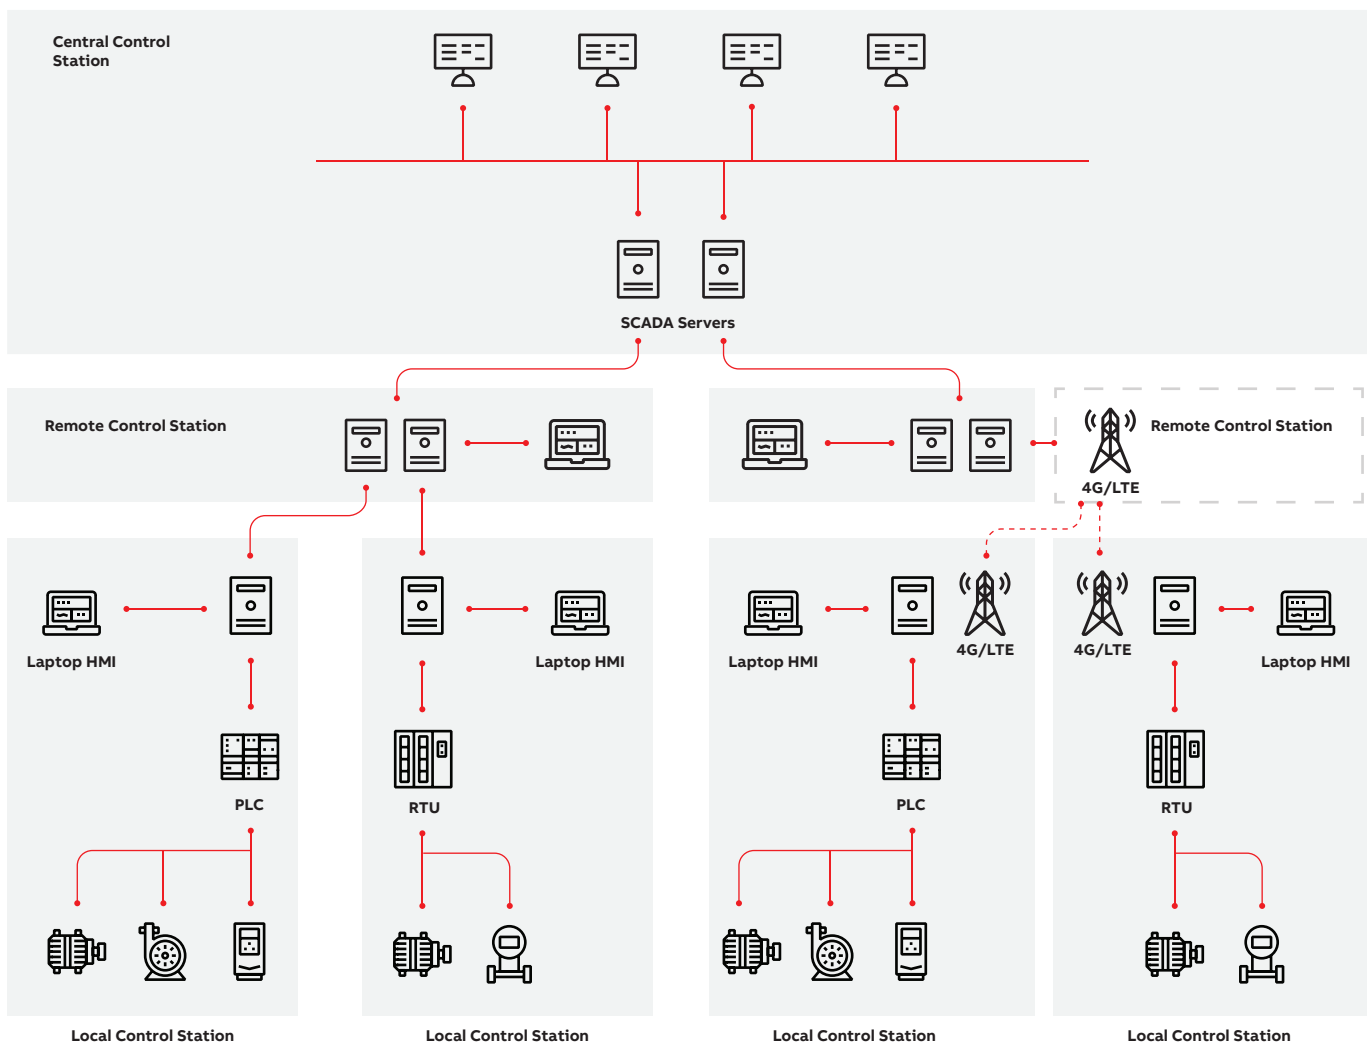 Central Control
Station
SCADA Servers
Remote Control Station
Remote Control Station
4G/LTE
Laptop HMI
Laptop HMI
Laptop HMI
4G/LTE
4G/LTE
Laptop HMI
PLC
RTU
PLC
RTU
Local Control Station
Local Control Station
Local Control Station
Local Control Station